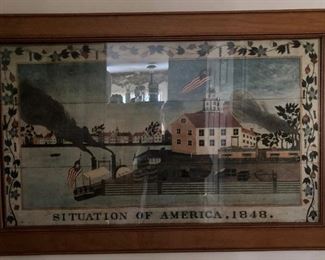 SITUATION OF AMERICA, 1848.